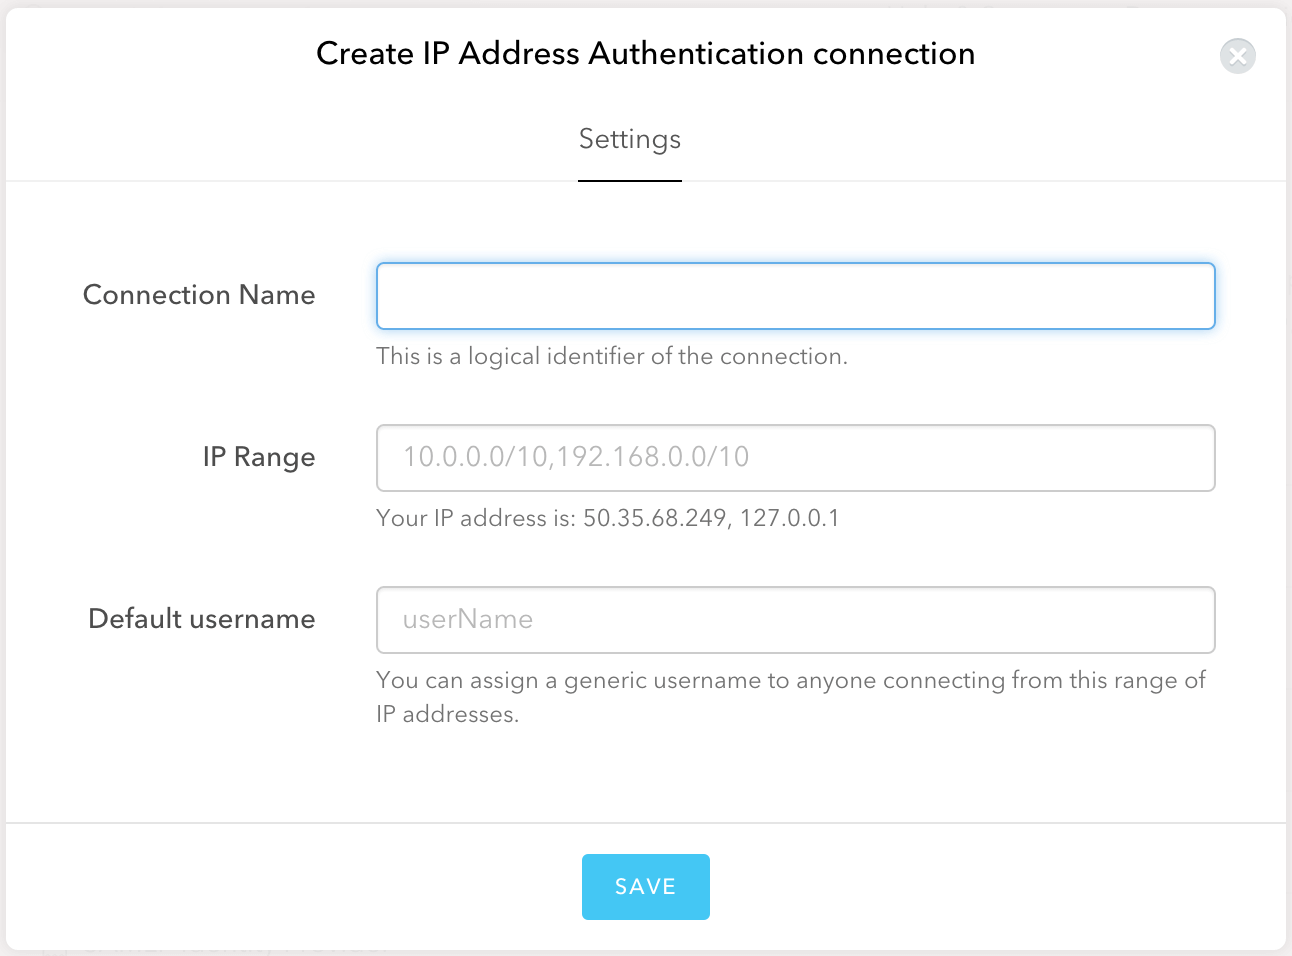 Create IP Address Authentication connection
Settings
Connection Name
This is a logical identifier of the connection.
IP Range
10.0.0.0/10,192.168.0.0/10
Your IP address is: 50.35.68.249, 127.0.0.1
Default username
userName
You can assign a generic username to anyone connecting from this range of
IP addresses.
SAVE